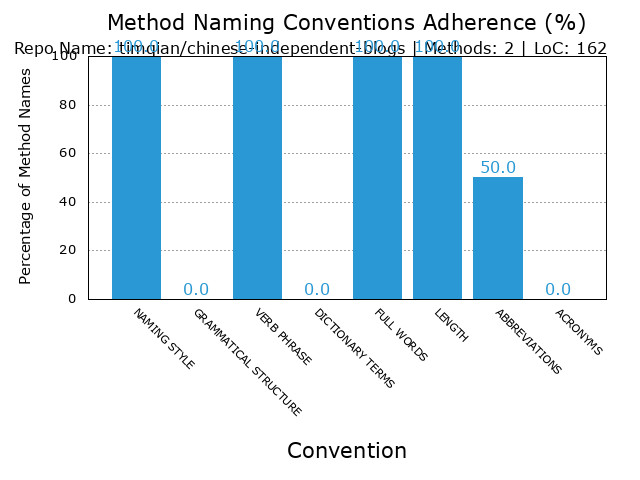 Method Naming Conventions Adherence (%)
Repo Name: timqian/chinese-independent-blogs | Methods: 2 | LoC: 162
100.0 0.0 100.0 0.0 100.0 100.0 50.0 0.0
Percentage of Method Names
100
80
60
40
20
0
NAMING STYLE
GRAMMATICAL STRUCTURE
VERB PHRASE
DICTIONARY TERMS
FULL WORDS
LENGTH
ABBREVIATIONS
ACRONYMS
Convention